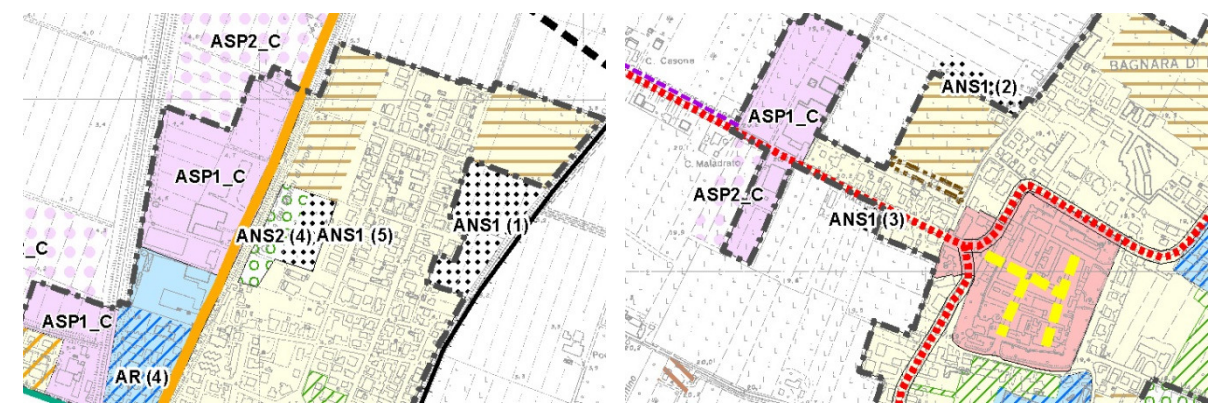 ASP2_C
ASP1_C
ANS2 (4) ANS1 (5)
ANS1 (1)
_C
ASP1_C
AR (4)
C. Casone
ASP1_C
C. Maladrato
ASP2_C
ANS1 (3)
ANS1 (2)
BAGNARA DI